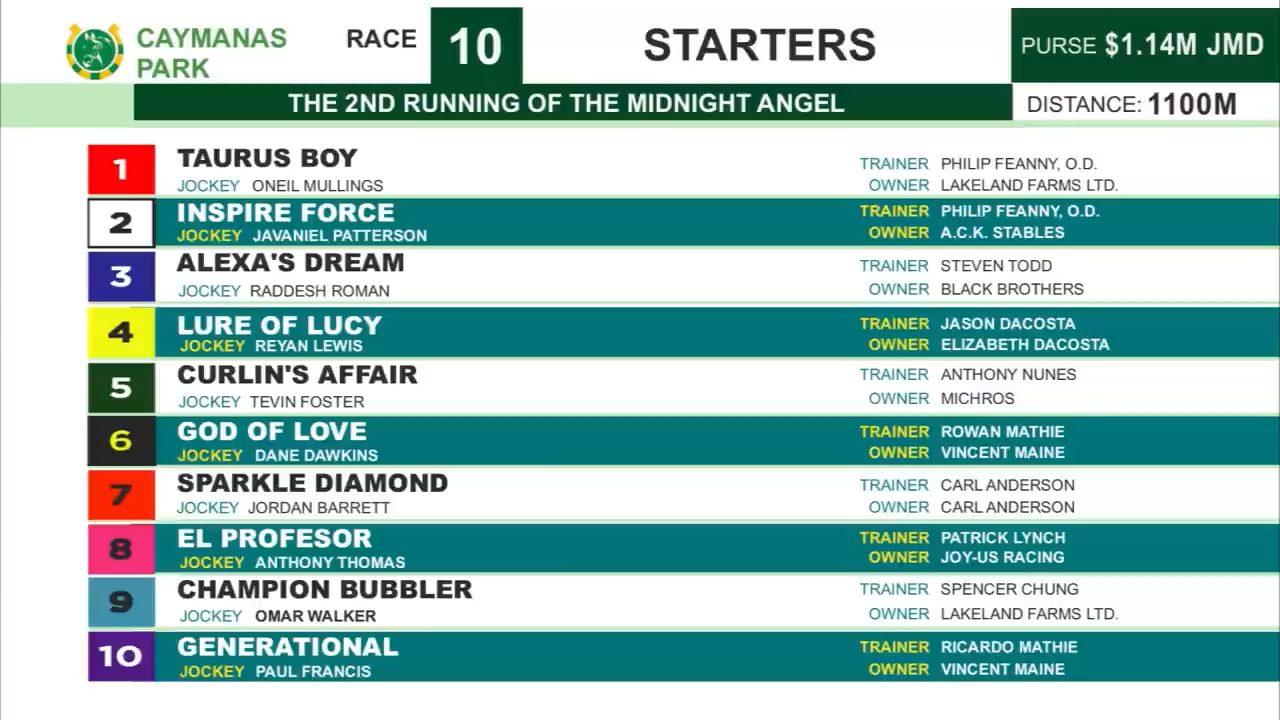 CAYMANAS PARK
RACE 10
STARTERS
PURSE $1.14M JMD
THE 2ND RUNNING OF THE MIDNIGHT ANGEL
DISTANCE: 1100M
1 TAURUS BOY
JOCKEY ONEIL MULLINGS
TRAINER PHILIP FEANNY, O.D.
OWNER LAKELAND FARMS LTD.
2 INSPIRE FORCE
JOCKEY JAVANIEL PATTERSON
TRAINER PHILIP FEANNY, O.D.
OWNER A.C.K. STABLES
3 ALEXA'S DREAM
JOCKEY RADDESH ROMAN
TRAINER STEVEN TODD
OWNER BLACK BROTHERS
4 LURE OF LUCY
JOCKEY REYAN LEWIS
TRAINER JASON DACOSTA
OWNER ELIZABETH DACOSTA
5 CURLIN'S AFFAIR
JOCKEY TEVIN FOSTER
TRAINER ANTHONY NUNES
OWNER MICHROS
6 GOD OF LOVE
JOCKEY DANE DAWKINS
TRAINER ROWAN MATHIE
OWNER VINCENT MAINE
7 SPARKLE DIAMOND
JOCKEY JORDAN BARRETT
TRAINER CARL ANDERSON
OWNER CARL ANDERSON
8 EL PROFESOR
JOCKEY ANTHONY THOMAS
TRAINER PATRICK LYNCH
OWNER JOY-US RACING
9 CHAMPION BUBBLER
JOCKEY OMAR WALKER
TRAINER SPENCER CHUNG
OWNER LAKELAND FARMS LTD.
10 GENERATIONAL
JOCKEY PAUL FRANCIS
TRAINER RICARDO MATHIE
OWNER VINCENT MAINE